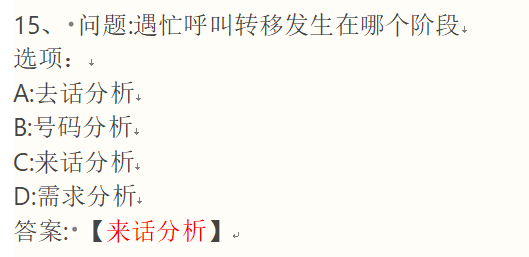 15、·问题:遇忙呼叫转移发生在哪个阶段
选项：
A:去话分析
B:号码分析
C:来话分析
D:需求分析
答案:·【来话分析】